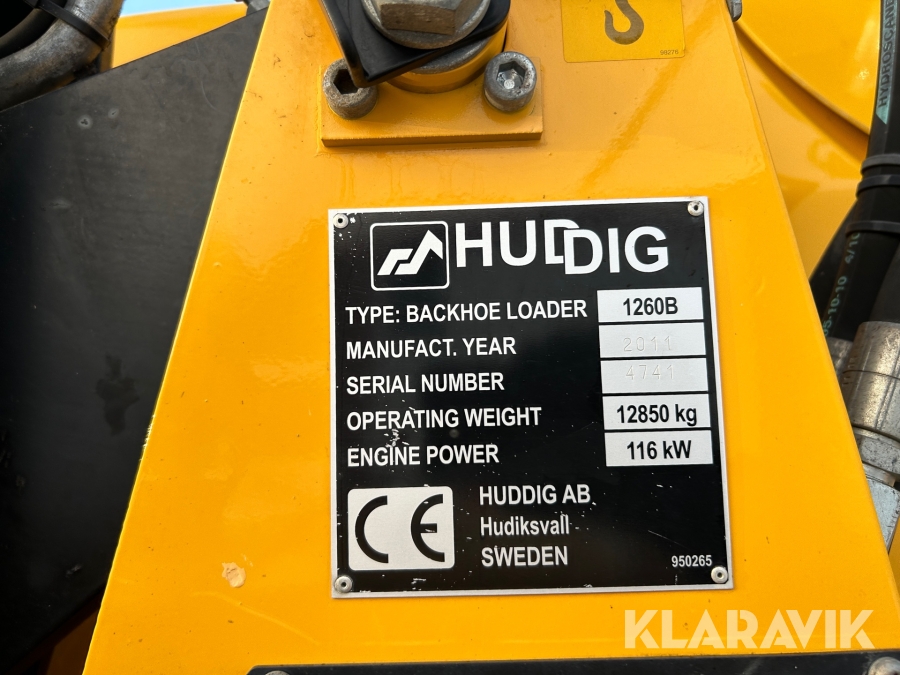 98276
HUDDIG
TYPE: BACKHOE LOADER 1260B
MANUFACT. YEAR 2011
SERIAL NUMBER 4741
OPERATING WEIGHT 12850 kg
ENGINE POWER 116 kW
CE
HUDDIG AB
Hudiksvall
SWEDEN
950265
KLARAVIK